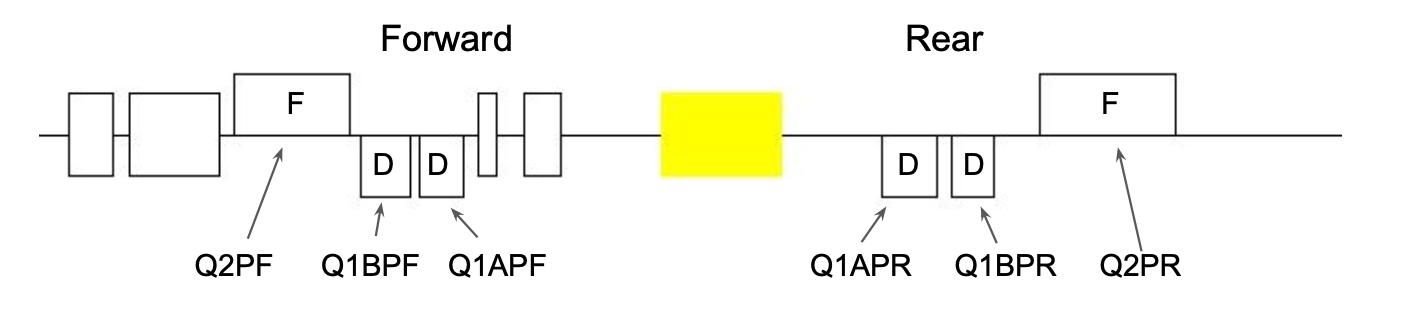 Forward Rear
F F
D D D D
Q2PF Q1BPF Q1APF Q1APR Q1BPR Q2PR